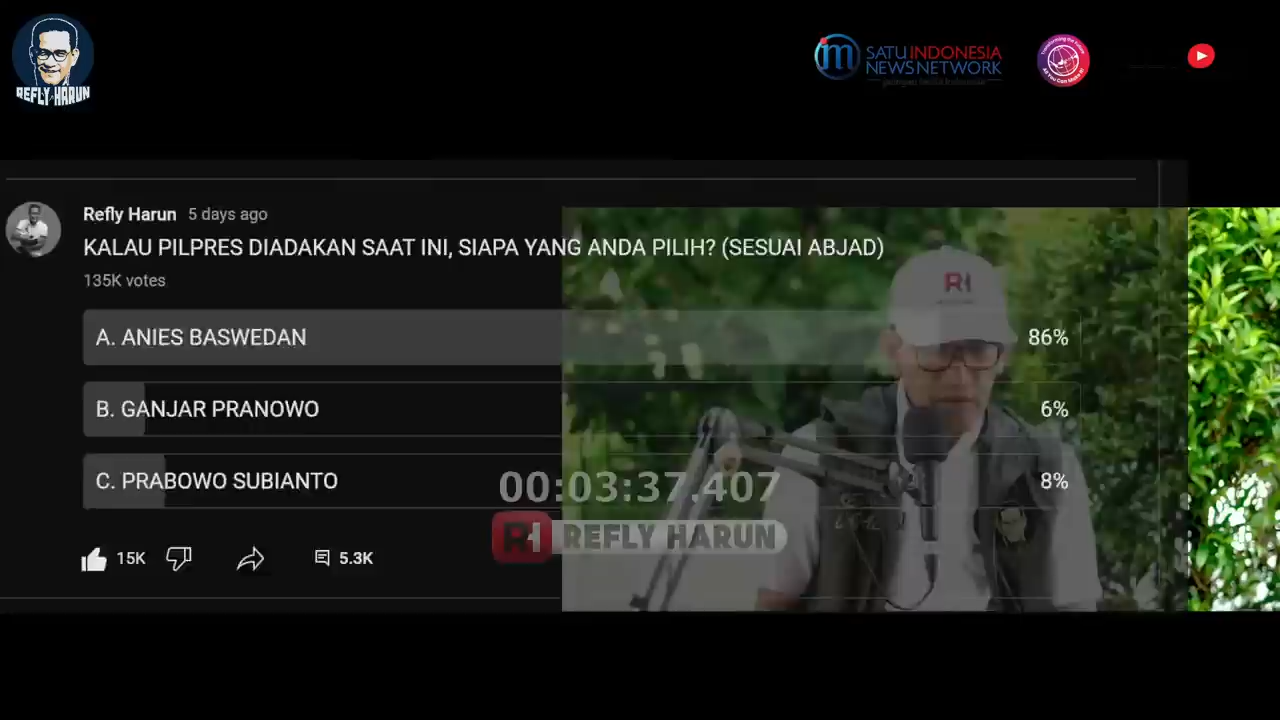 REFLY HARUN
SATU INDONESIA
NEWS NETWORK
Refly Harun 5 days ago
KALAU PILPRES DIADAKAN SAAT INI, SIAPA YANG ANDA PILIH? (SESUAI ABJAD)
135K votes
A. ANIES BASWEDAN 86%
B. GANJAR PRANOWO 6%
C. PRABOWO SUBIANTO 8%
00:03:37.407
RH REFLY HARUN
15K 5.3K
RH